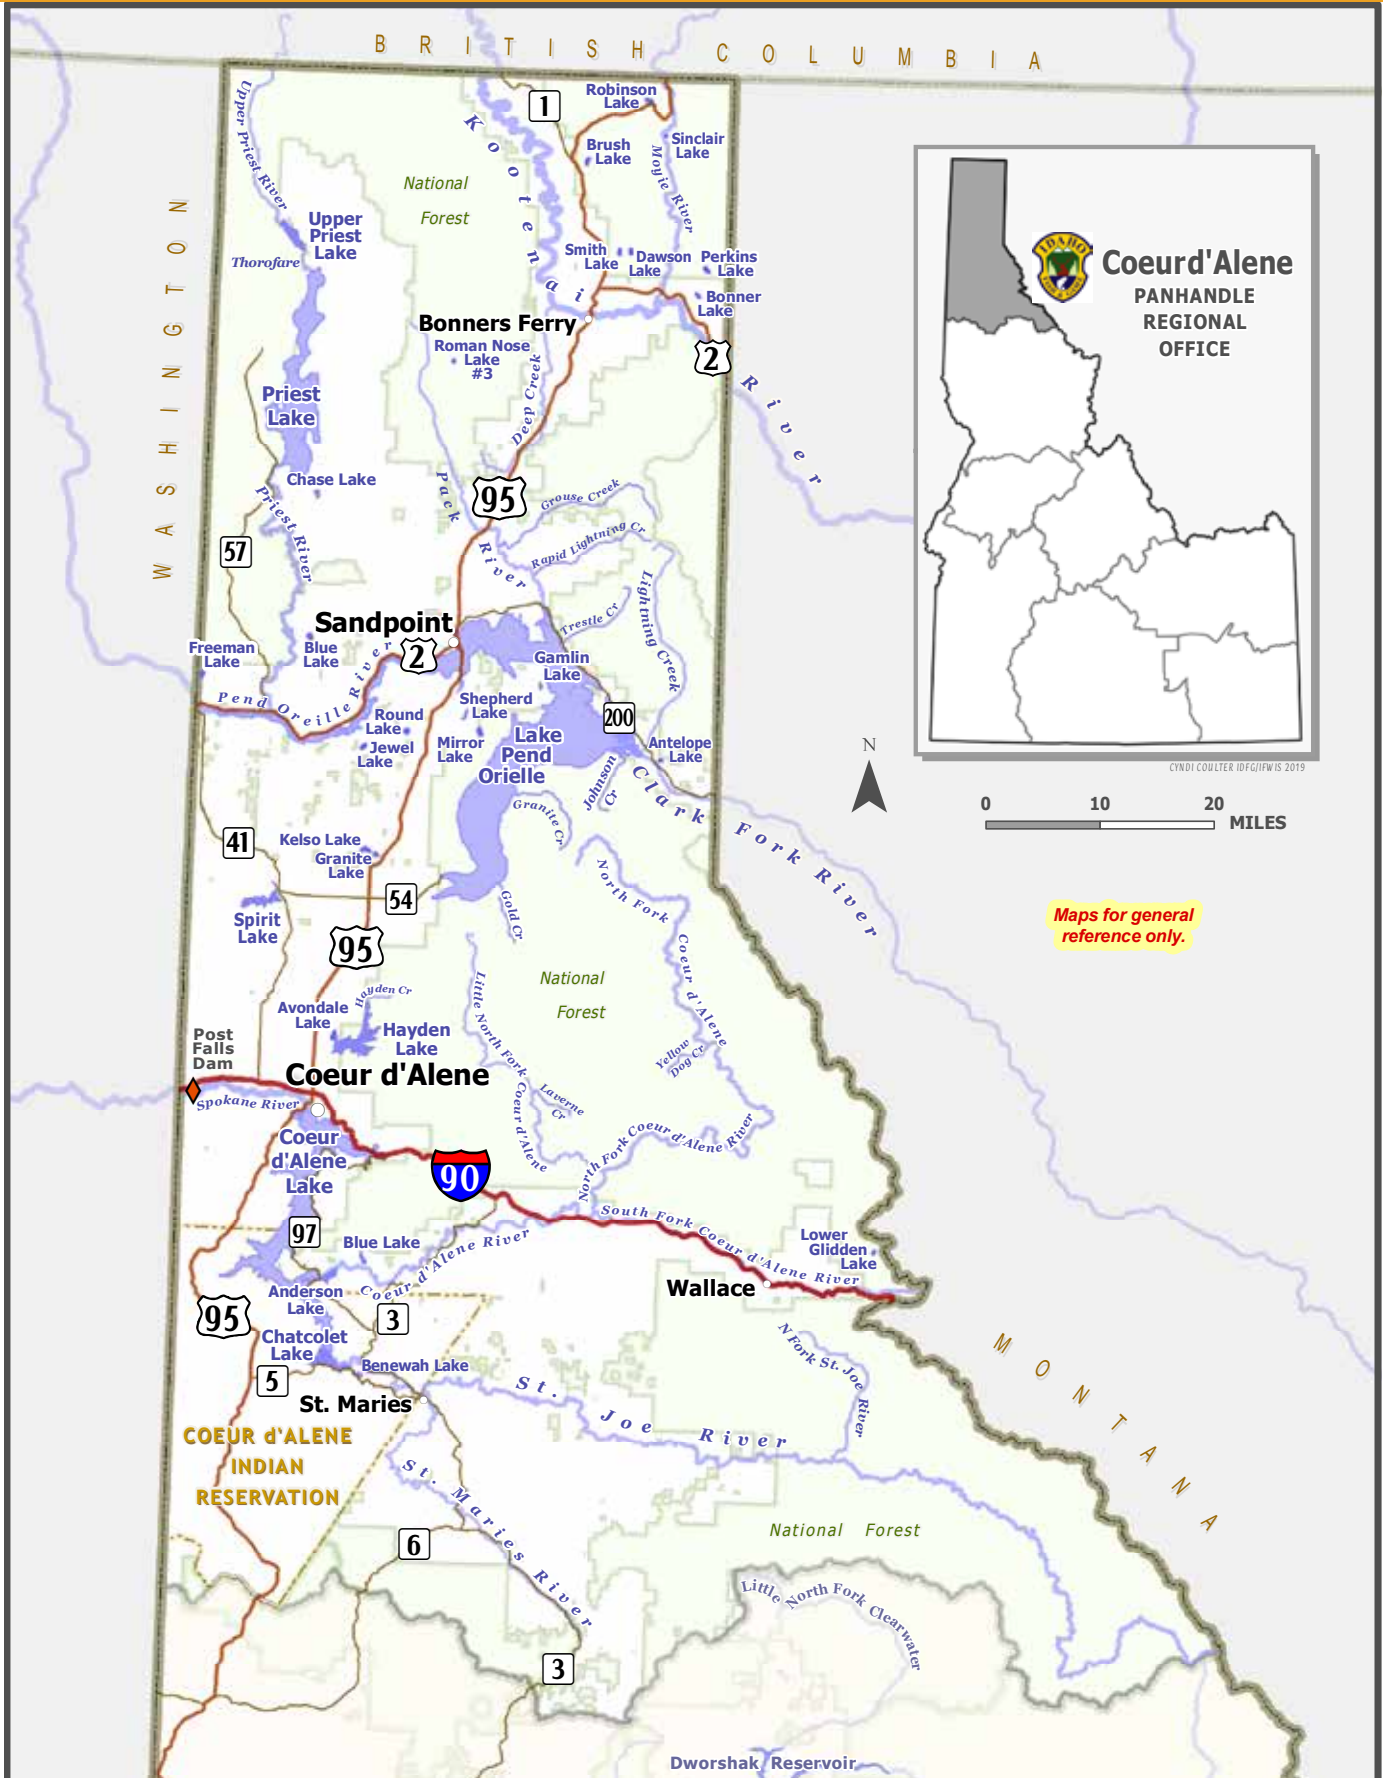 BRITISH COLUMBIA
WASHINGTON
MONTANA
1
Robinson
Lake
Kootenai
River
Upper Priest River
Brush
Lake
Sinclair
Lake
Moyie River
National
Forest
Upper
Priest
Lake
Thorofare
Smith
Lake
Dawson
Lake
Perkins
Lake
Bonner
Lake
Bonners Ferry
Roman Nose
Lake
#3
2
Deep Creek
Priest
Lake
Chase Lake
Priest River
Pack
River
95
Grouse Creek
Rapid Lightning Cr
57
Lightning Creek
Trestle Cr
Sandpoint
2
Freeman
Lake
Blue
Lake
Pend Oreille River
Gamlin
Lake
Shepherd
Lake
Round
Lake
Jewel
Lake
Mirror
Lake
Lake
Pend
Orielle
200
Antelope
Lake
Johnson
Cr
Clark Fork River
Granite Cr
41
Kelso Lake
Granite
Lake
54
North Fork
Coeur d'Alene
Spirit
Lake
Gold Cr
95
National
Forest
Little North Fork Coeur d'Alene
Hayden Cr
Avondale
Lake
Hayden
Lake
Post
Falls
Dam
Yellow
Dog Cr
Coeur d'Alene
Laverne
Cr
Spokane River
Coeur
d'Alene
Lake
90
North Fork Coeur d'Alene River
South Fork Coeur d'Alene River
97
Blue Lake
Coeur d'Alene River
Lower
Glidden
Lake
Wallace
Anderson
Lake
95
3
Chatcolet
Lake
Benewah Lake
5
St. Maries
N Fork St. Joe River
St. Joe River
COEUR d'ALENE
INDIAN
RESERVATION
St. Maries River
6
National Forest
Little North Fork Clearwater
3
Dworshak Reservoir
IDAHO
FISH & GAME
Coeurd'Alene
PANHANDLE
REGIONAL
OFFICE
CYNDI COULTER IDFG/IFWIS 2019
N
0 10 20
MILES
Maps for general
reference only.